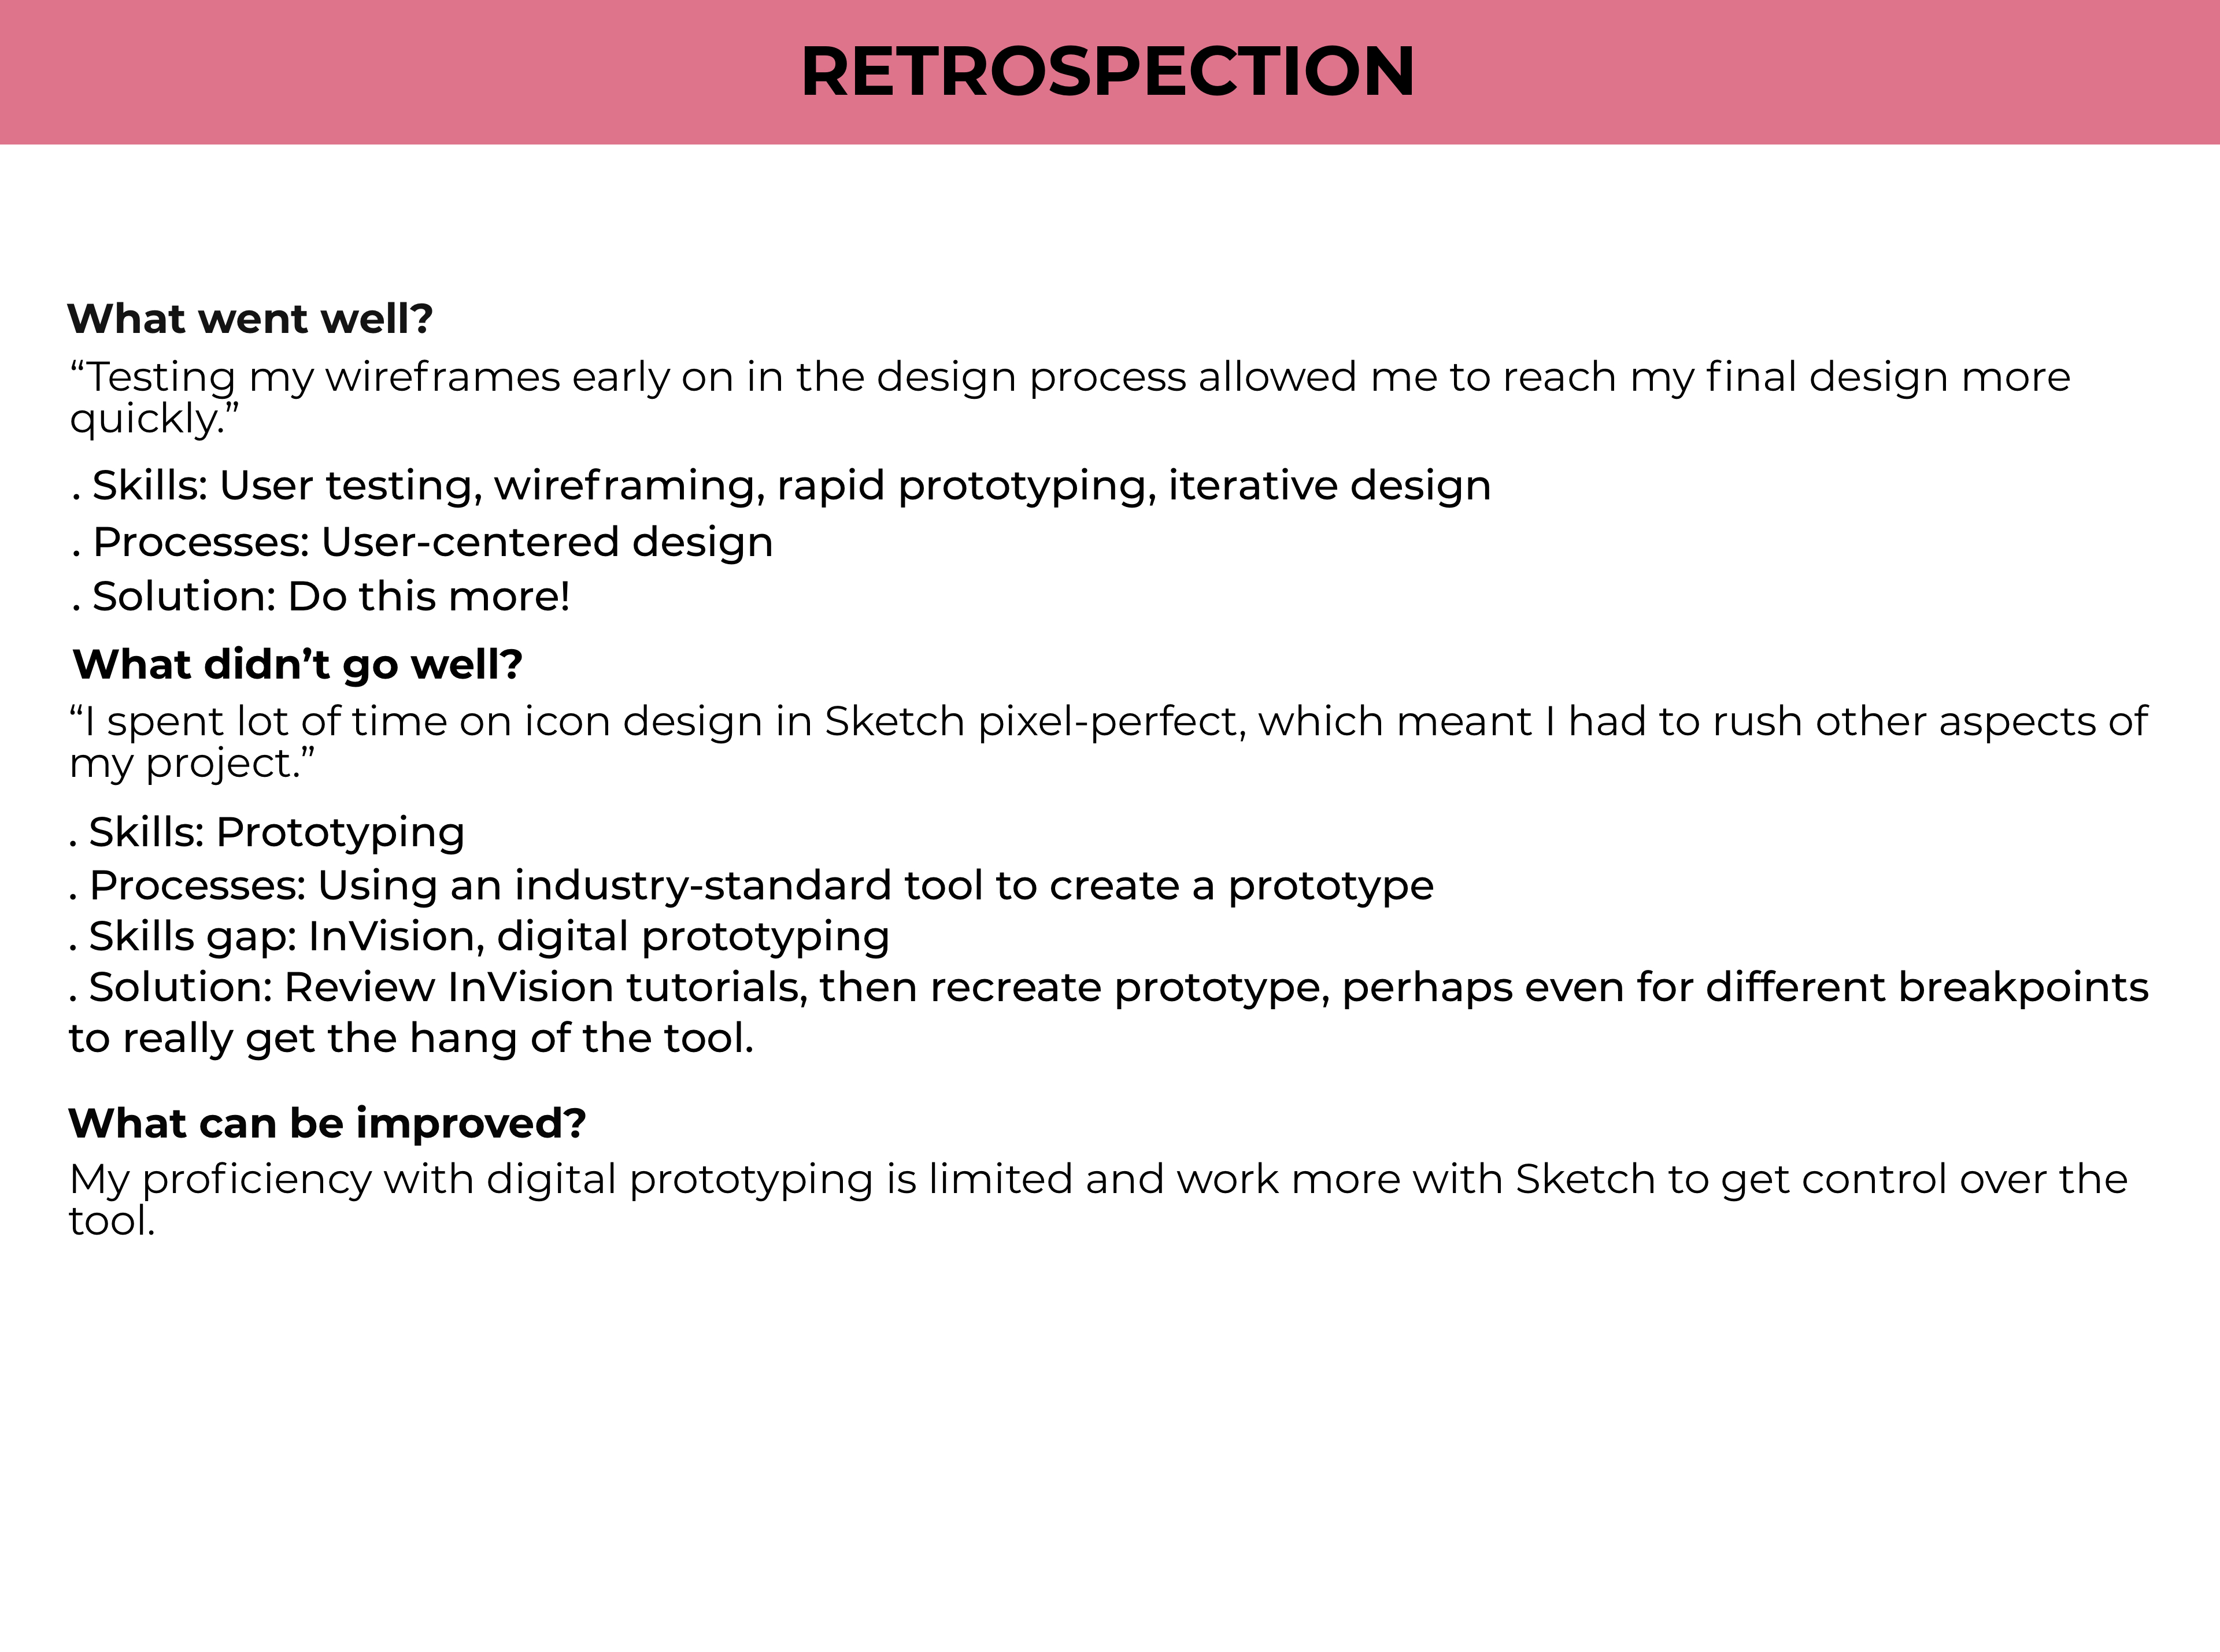 RETROSPECTION
What went well?
“Testing my wireframes early on in the design process allowed me to reach my final design more
quickly.”
. Skills: User testing, wireframing, rapid prototyping, iterative design
. Processes: User-centered design
. Solution: Do this more!
What didn’t go well?
“I spent lot of time on icon design in Sketch pixel-perfect, which meant I had to rush other aspects of
my project.”
. Skills: Prototyping
. Processes: Using an industry-standard tool to create a prototype
. Skills gap: InVision, digital prototyping
. Solution: Review InVision tutorials, then recreate prototype, perhaps even for different breakpoints
to really get the hang of the tool.
What can be improved?
My proficiency with digital prototyping is limited and work more with Sketch to get control over the
tool.